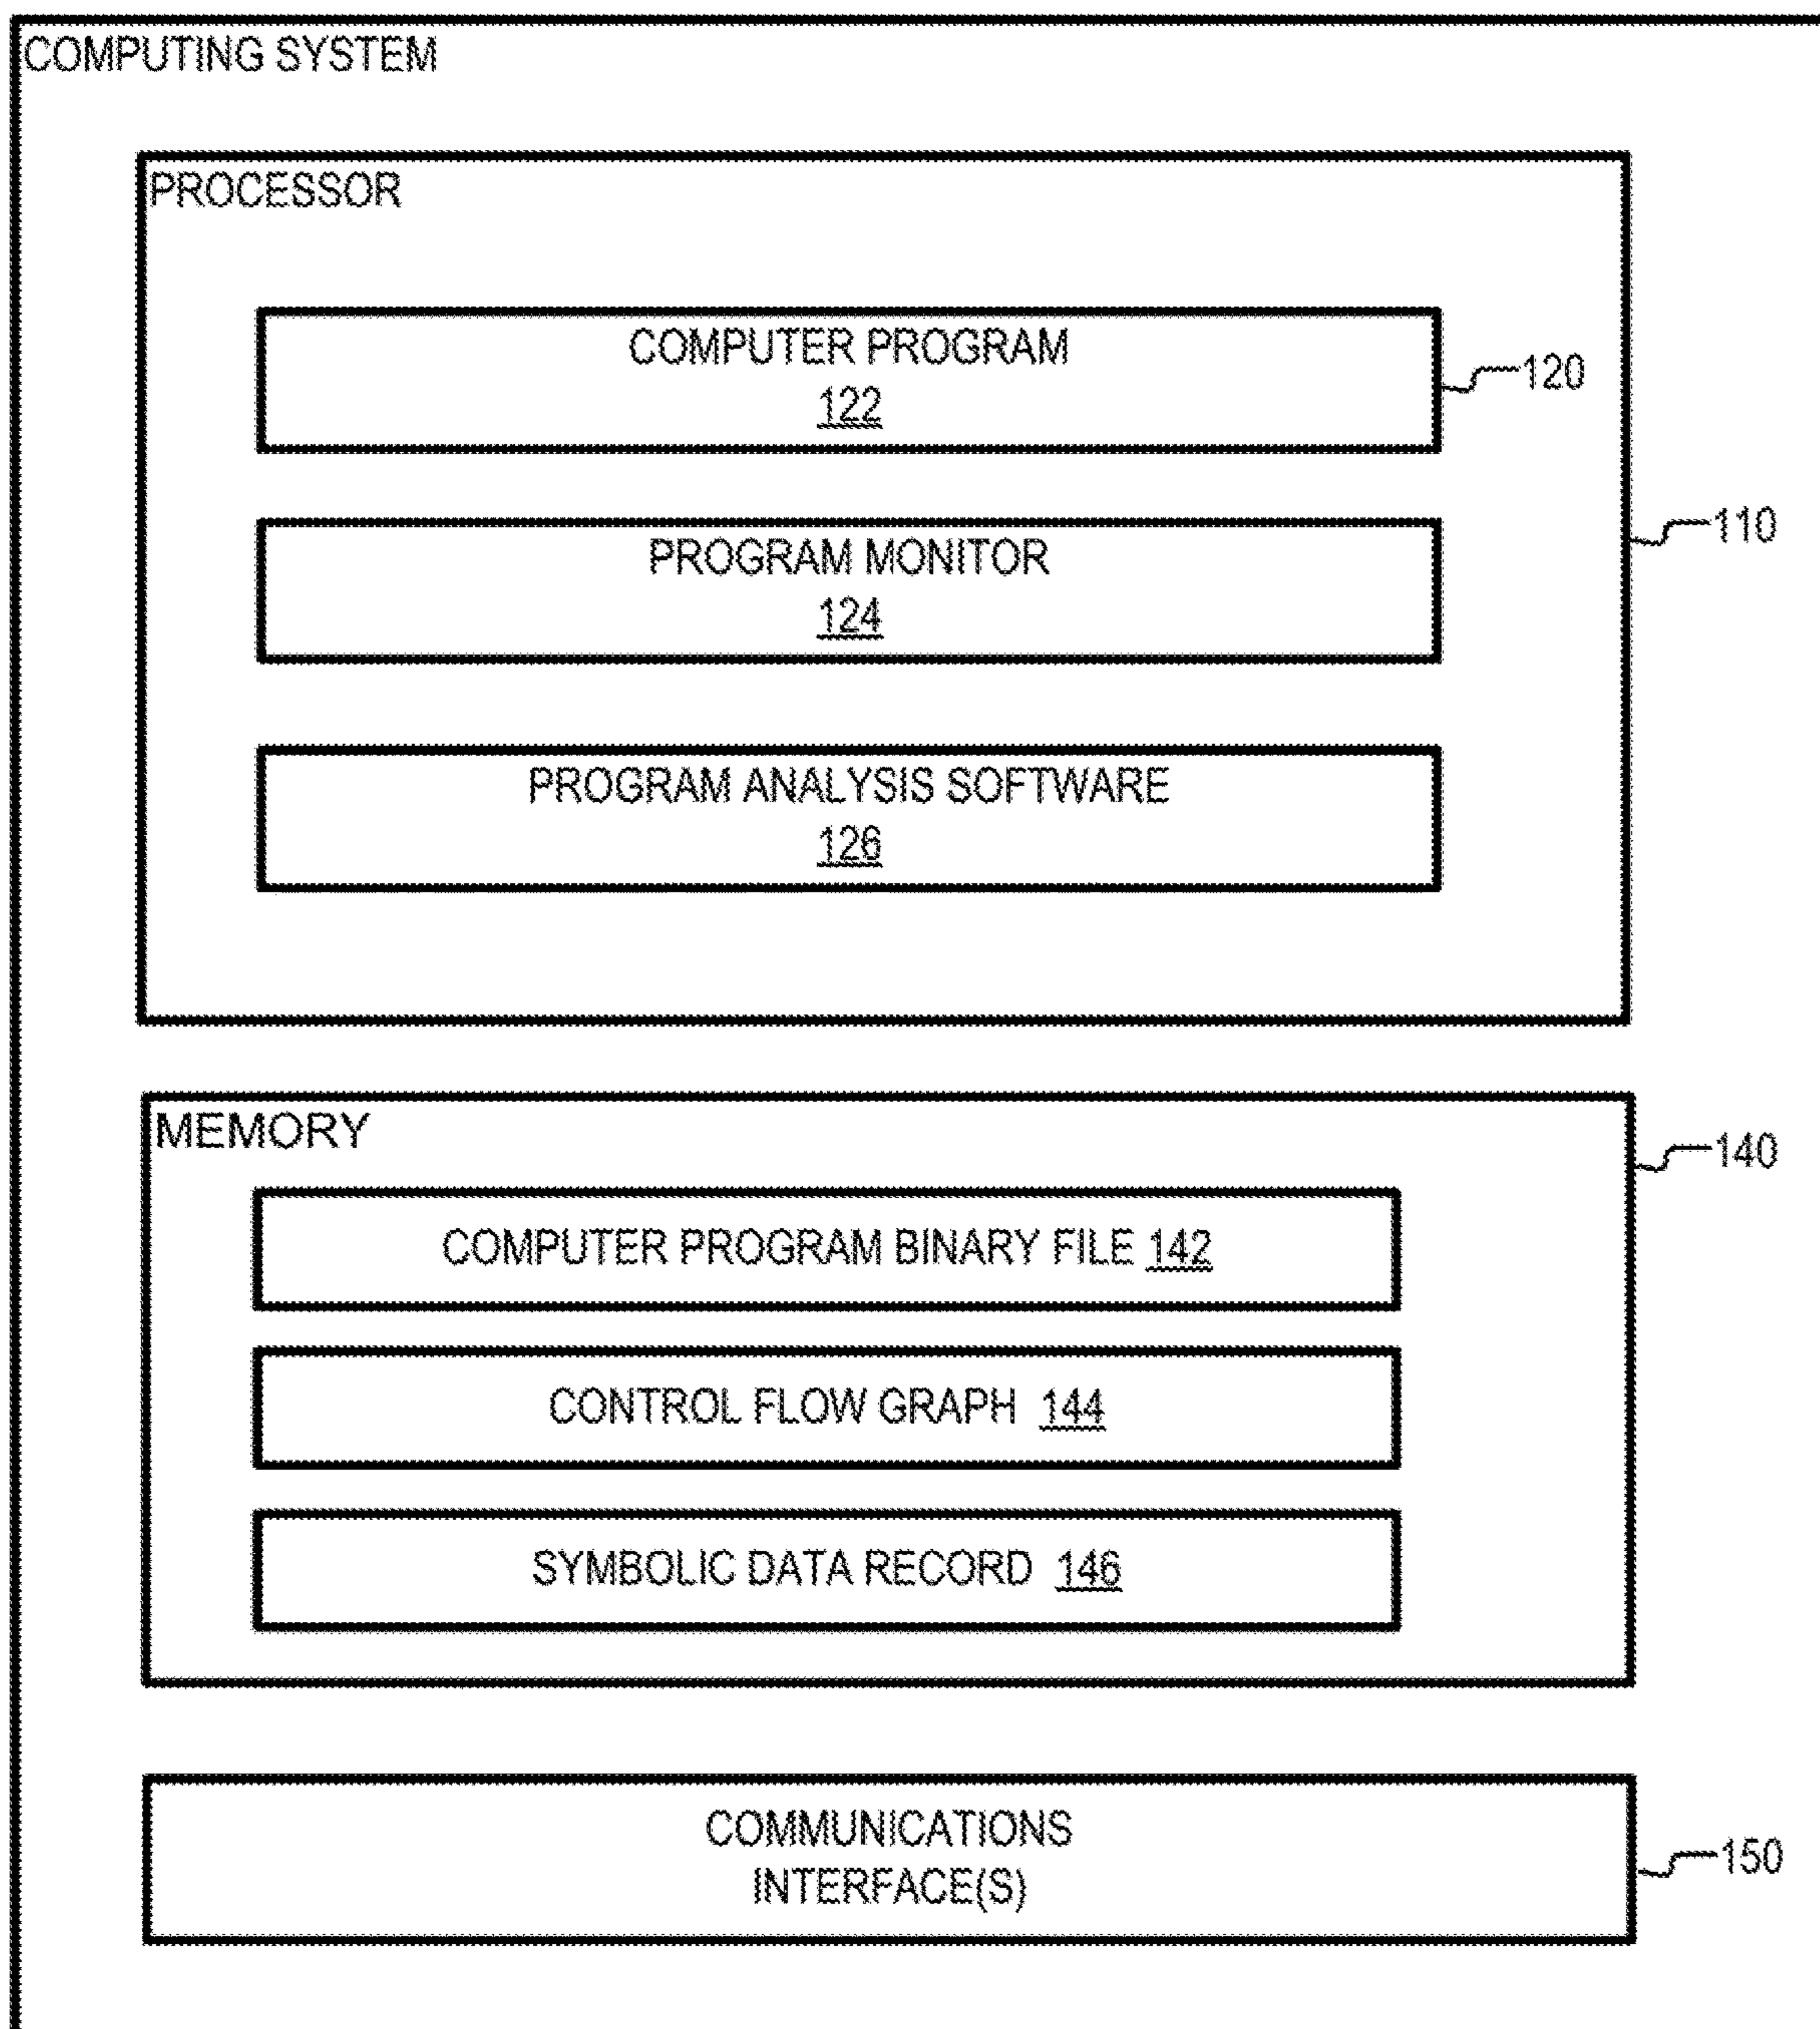 COMPUTING SYSTEM
PROCESSOR
COMPUTER PROGRAM
122
120
PROGRAM MONITOR
124
110
PROGRAM ANALYSIS SOFTWARE
126
MEMORY
140
COMPUTER PROGRAM BINARY FILE 142
CONTROL FLOW GRAPH 144
SYMBOLIC DATA RECORD 146
COMMUNICATIONS
INTERFACE(S)
150